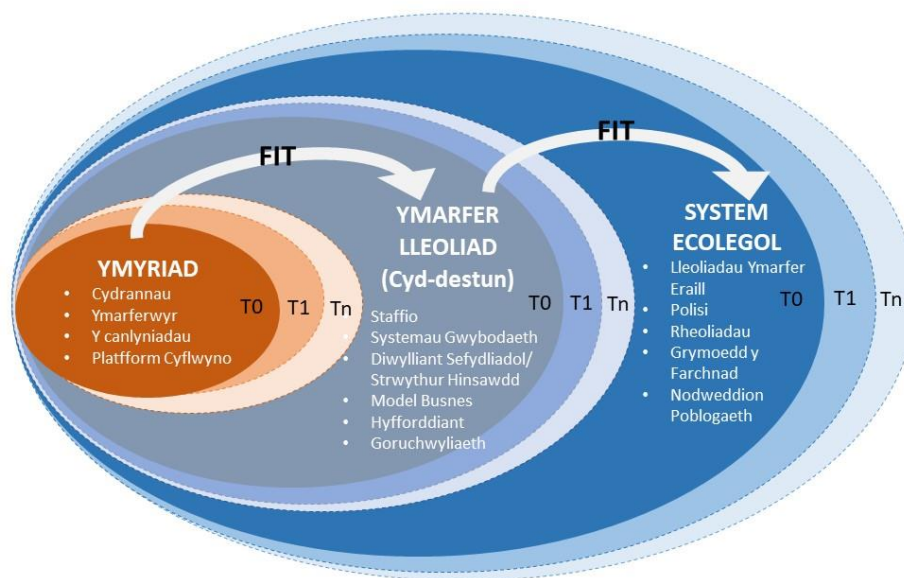 FIT
YMYRIAD
Cydrannau
Ymarferwyr
Y canlyniadau
Platfform Cyflwyno
T0
T1
Tn
FIT
YMARFER
LLEOLIAD
(Cyd-destun)
Staffio
Systemau Gwybodaeth
Diwylliant Sefydliadol/
Strwythur Hinsawdd
Model Busnes
Hyfforddiant
Goruchwyliaeth
T0
T1
Tn
SYSTEM
ECOLEGOL
Lleoliadau Ymarfer
Eraill
Polisi
Rheoliadau
Grymoedd y
Farchnad
Nodweddion
Poblogaeth
T0
T1
Tn